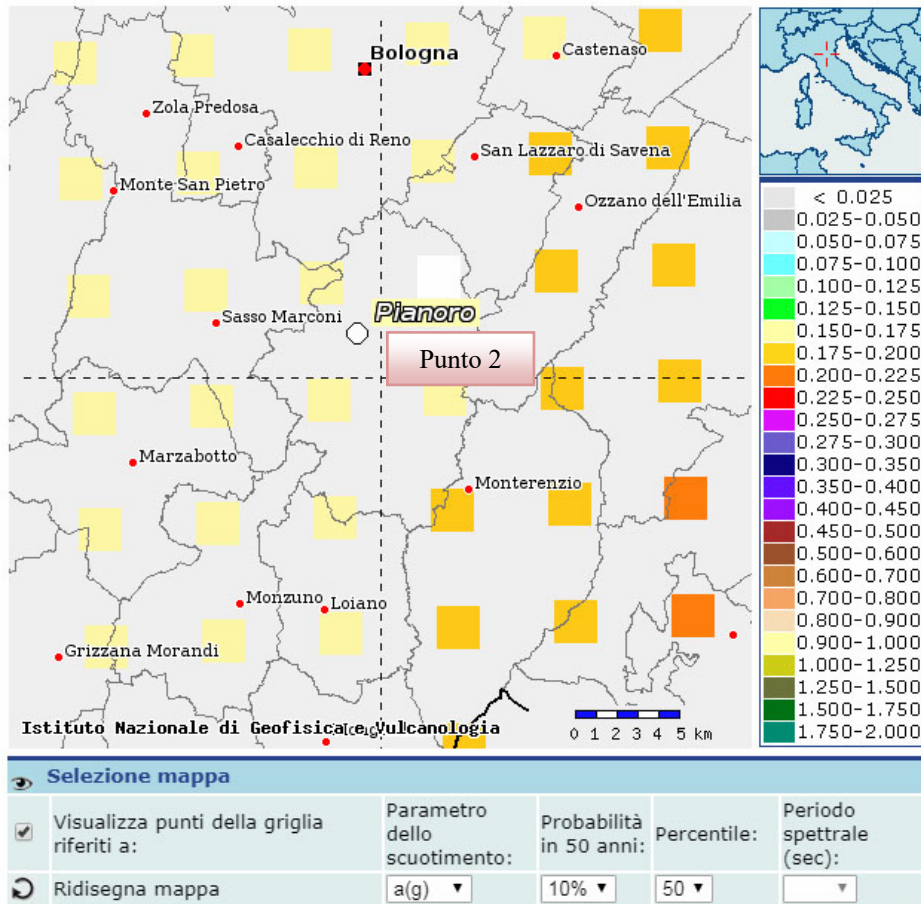 Bologna
Castenaso
Zola Predosa
Casalecchio di Reno
San Lazzaro di Savena
Monte San Pietro
Ozzano dell'Emilia
Pianoro
Sasso Marconi
Punto 2
Marzabotto
Monterenzio
Monzuno
Loiano
Grizzana Morandi
Istituto Nazionale di Geofisica e Vulcanologia
0 1 2 3 4 5 km
< 0.025
0.025-0.050
0.050-0.075
0.075-0.100
0.100-0.125
0.125-0.150
0.150-0.175
0.175-0.200
0.200-0.225
0.225-0.250
0.250-0.275
0.275-0.300
0.300-0.350
0.350-0.400
0.400-0.450
0.450-0.500
0.500-0.600
0.600-0.700
0.700-0.800
0.800-0.900
0.900-1.000
1.000-1.250
1.250-1.500
1.500-1.750
1.750-2.000
Selezione mappa
Visualizza punti della griglia
riferiti a:
Parametro
dello
scuotimento:
Probabilità
in 50 anni:
Percentile:
Periodo
spettrale
(sec):
Ridisegna mappa
a(g)
10%
50